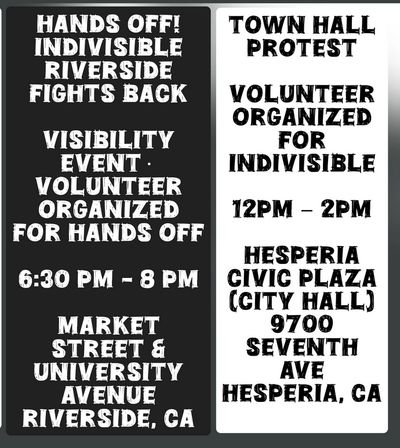 HANDS OFF!
INDIVISIBLE
RIVERSIDE
FIGHTS BACK
VISIBILITY
EVENT ·
VOLUNTEER
ORGANIZED
FOR HANDS OFF
6:30 PM – 8 PM
MARKET
STREET &
UNIVERSITY
AVENUE
RIVERSIDE, CA
TOWN HALL
PROTEST
VOLUNTEER
ORGANIZED
FOR
INDIVISIBLE
12PM – 2PM
HESPERIA
CIVIC PLAZA
(CITY HALL)
9700
SEVENTH
AVE
HESPERIA, CA